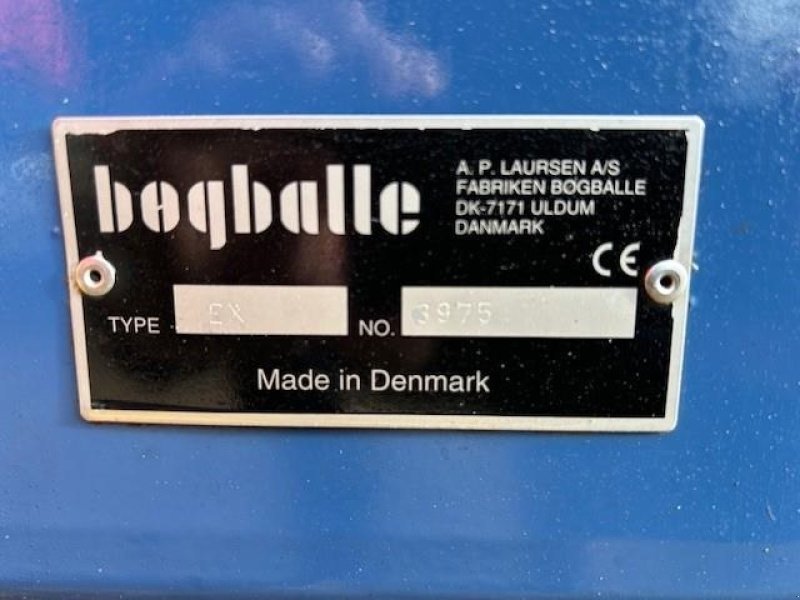 bøgballe
A. P. LAURSEN A/S
FABRIKEN BØGBALLE
DK-7171 ULDUM
DANMARK
CE
TYPE EX NO. 3975
Made in Denmark